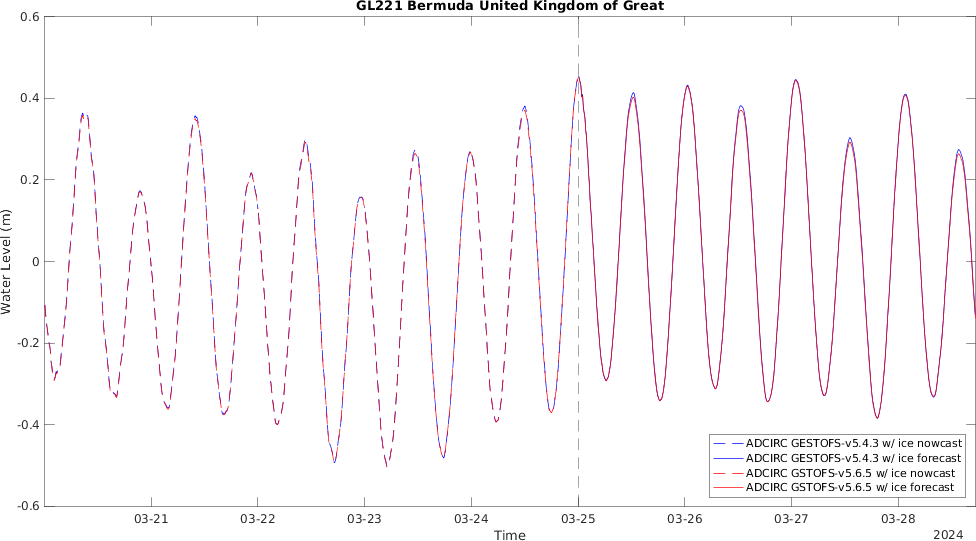 GL221 Bermuda United Kingdom of Great
0.6
0.4
0.2
0
-0.2
-0.4
-0.6
Water Level (m)
03-21
03-22
03-23
03-24
03-25
03-26
03-27
03-28
Time
2024
ADCIRC GESTOFS-v5.4.3 w/ ice nowcast
ADCIRC GESTOFS-v5.4.3 w/ ice forecast
ADCIRC GSTOFS-v5.6.5 w/ ice nowcast
ADCIRC GSTOFS-v5.6.5 w/ ice forecast